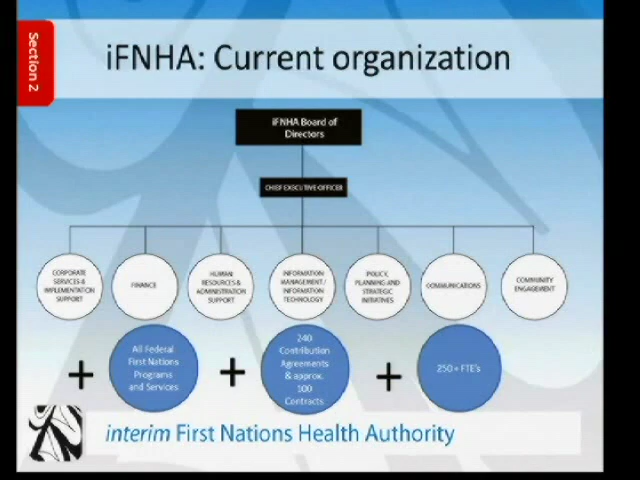 Section 2
iFNHA: Current organization
iFNHA Board of
Directors
CHIEF EXECUTIVE OFFICER
CORPORATE
SERVICES &
IMPLEMENTATION
SUPPORT
FINANCE
HUMAN
RESOURCES &
ADMINISTRATION
SUPPORT
INFORMATION
MANAGEMENT/
INFORMATION
TECHNOLOGY
POLICY,
PLANNING AND
STRATEGIC
INITIATIVES
COMMUNICATIONS
COMMUNITY
ENGAGEMENT
+
All Federal
First Nations
Programs
and Services
+
240
Contribution
Agreements
& approx.
100
Contracts
+
250+ FTE's
interim First Nations Health Authority